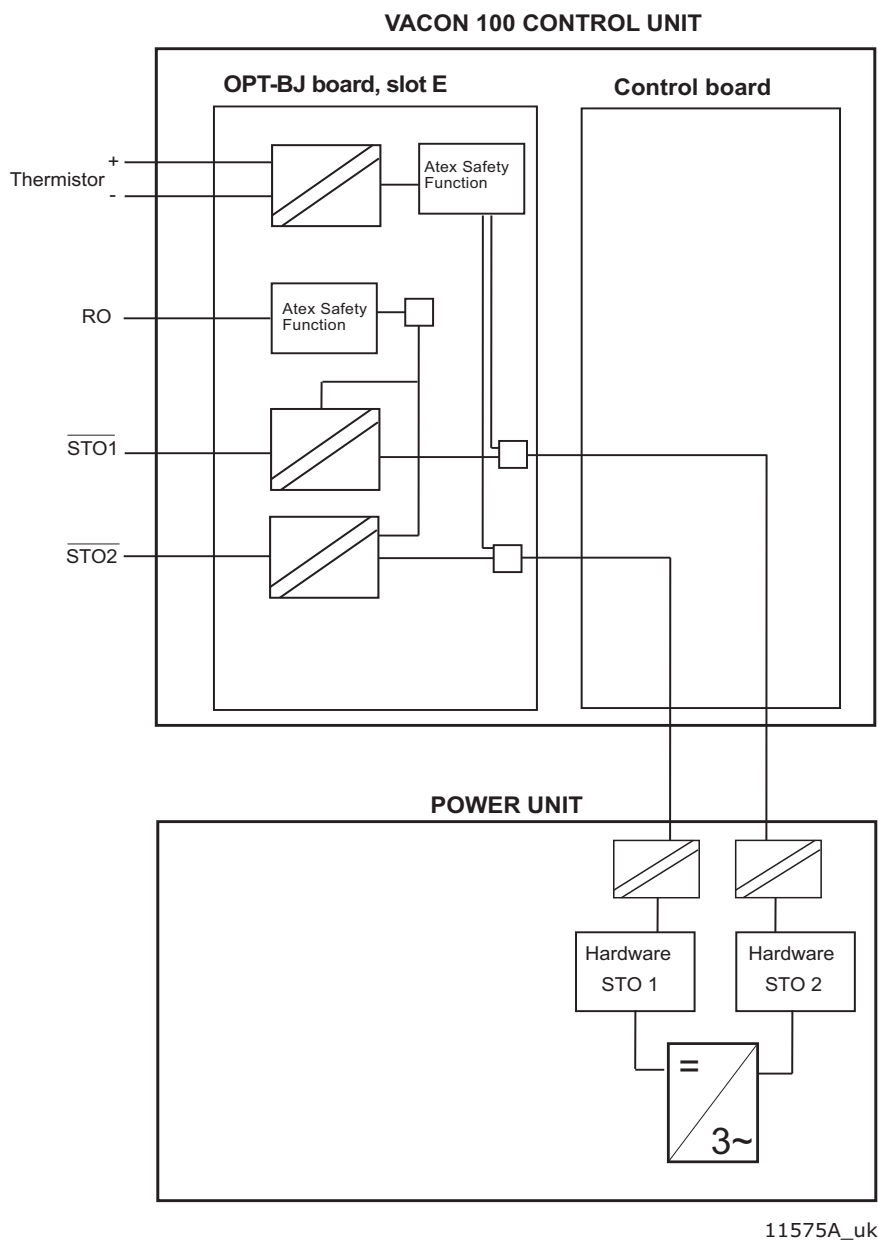 VACON 100 CONTROL UNIT
OPT-BJ board, slot E
Control board
Thermistor
+
-
Atex Safety
Function
RO
Atex Safety
Function
STO1
STO2
POWER UNIT
Hardware
STO 1
Hardware
STO 2
=
3~
11575A_uk